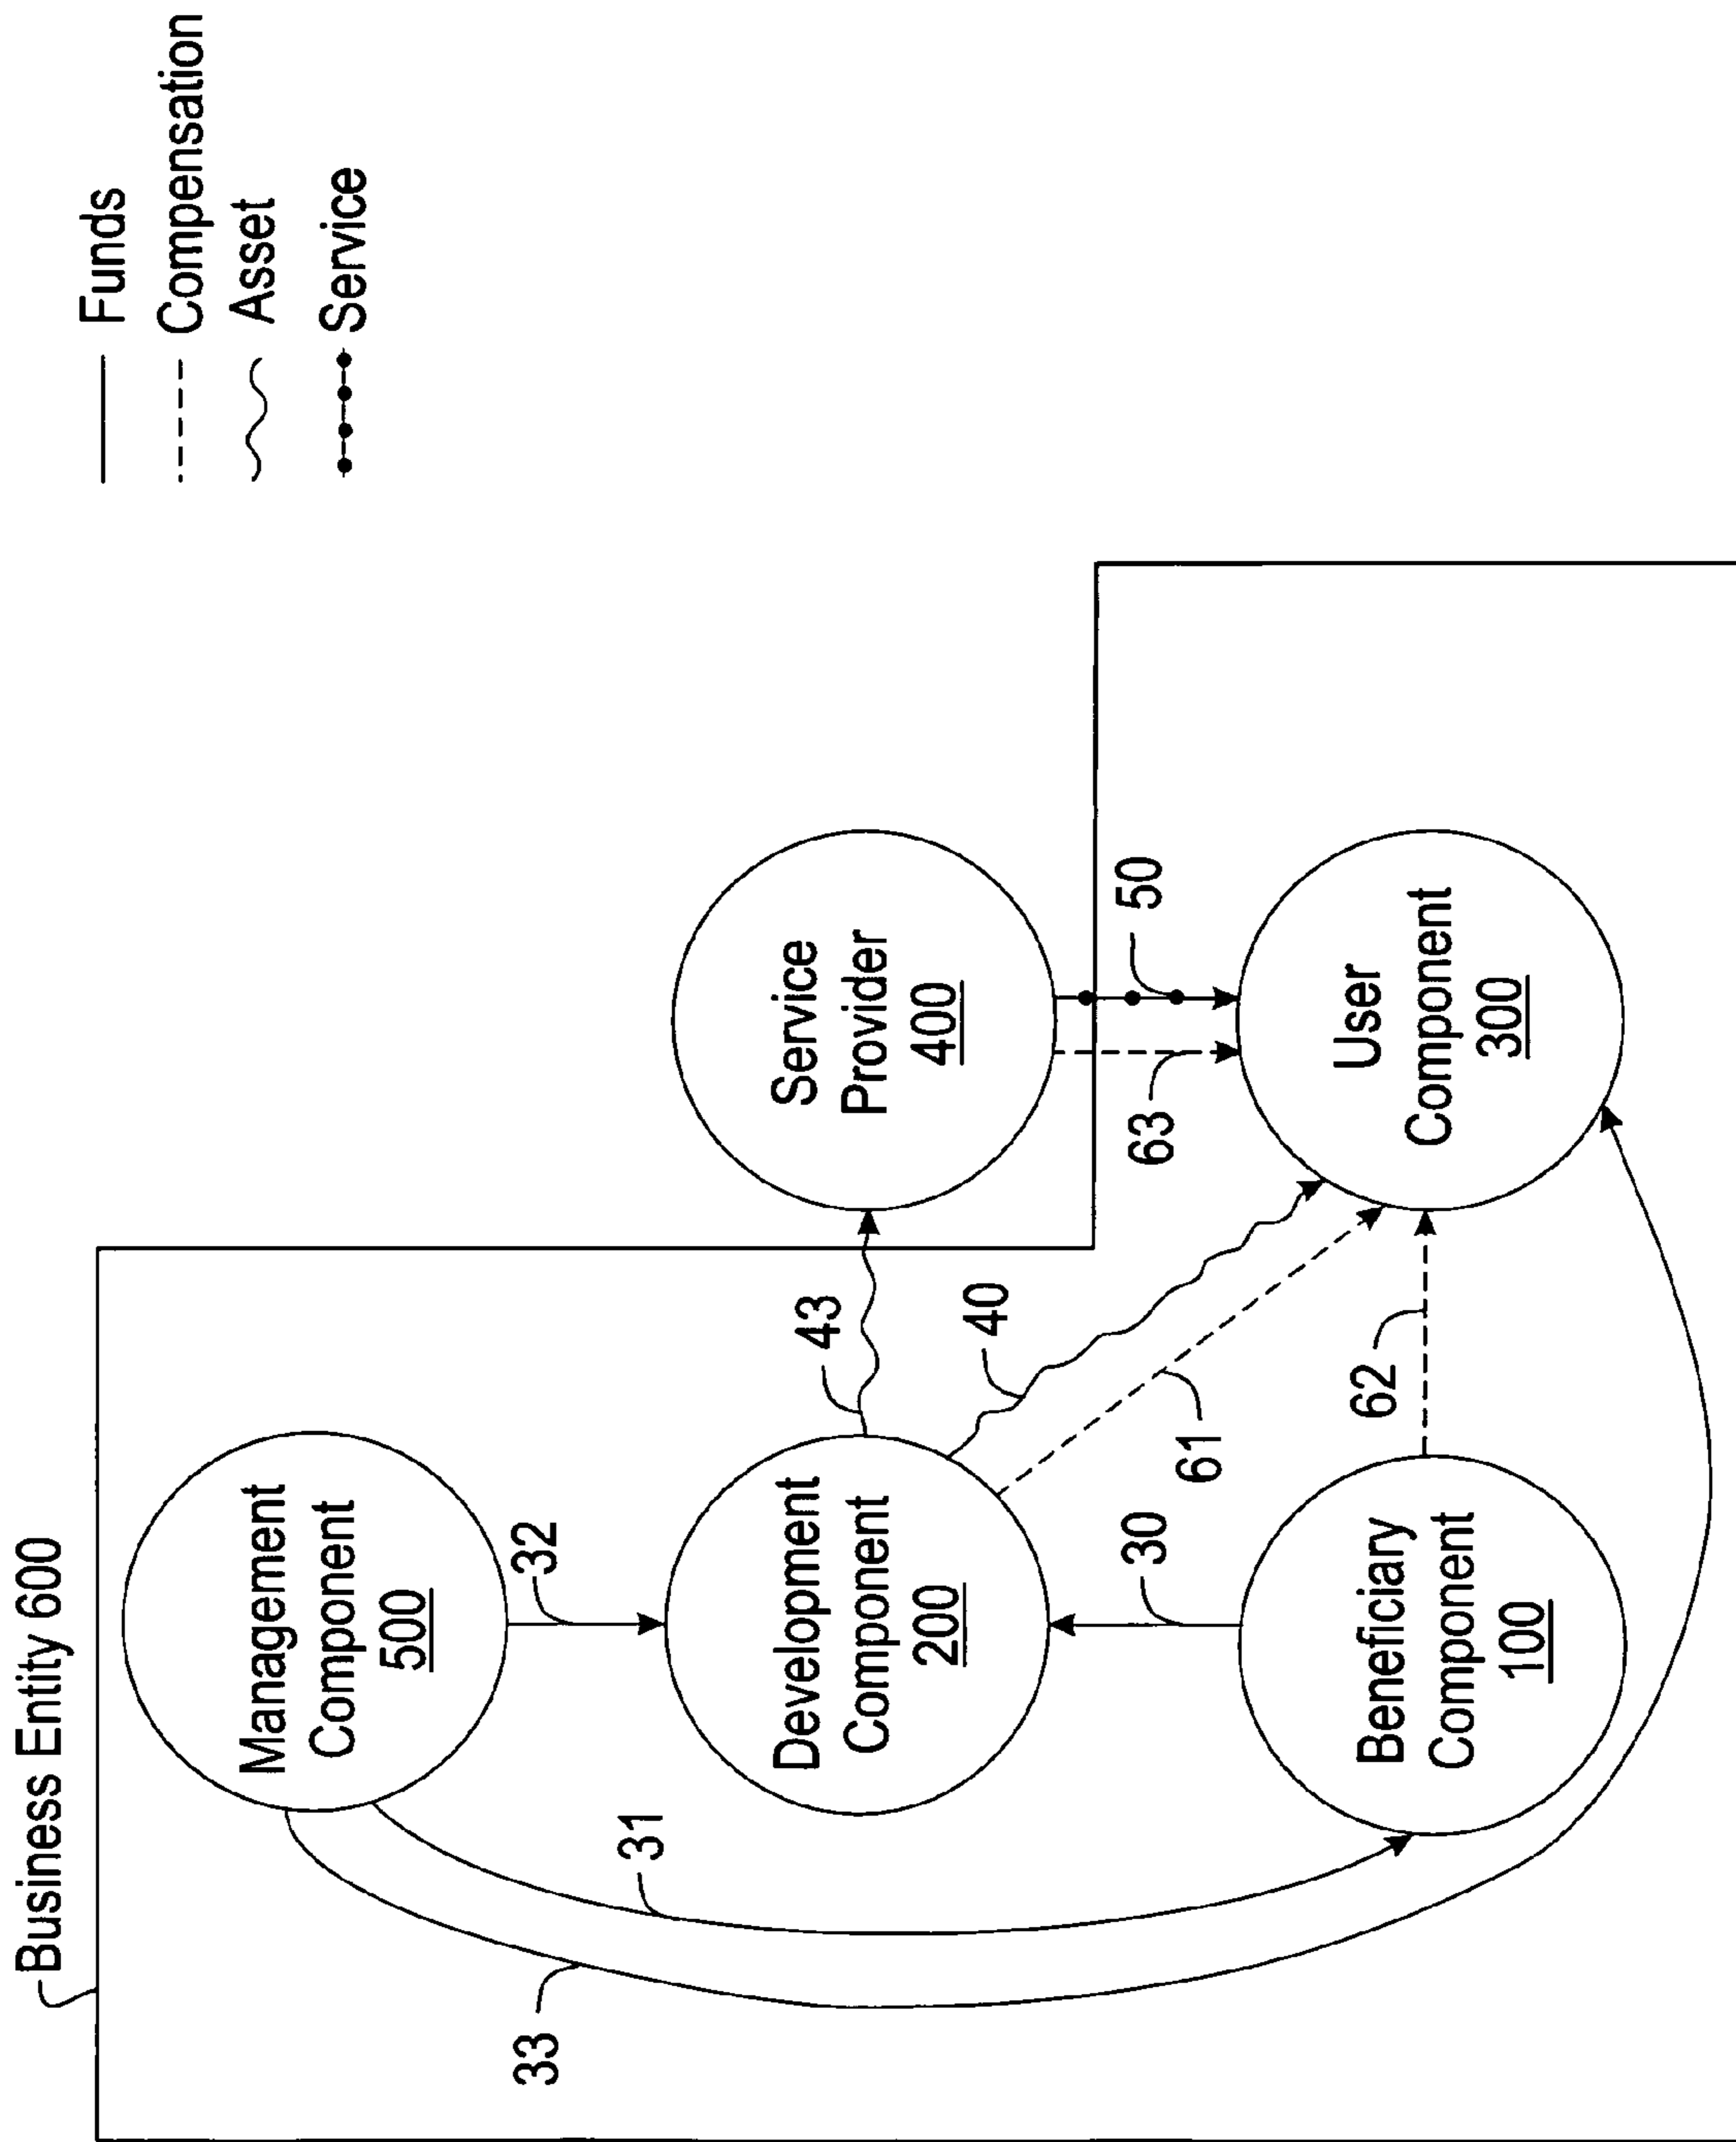 Business Entity 600
Funds
Compensation
Asset
Service
Management
Component
500
33
31
32
Development
Component
200
43
Service
Provider
400
40
61
30
63
50
Beneficiary
Component
100
62
User
Component
300